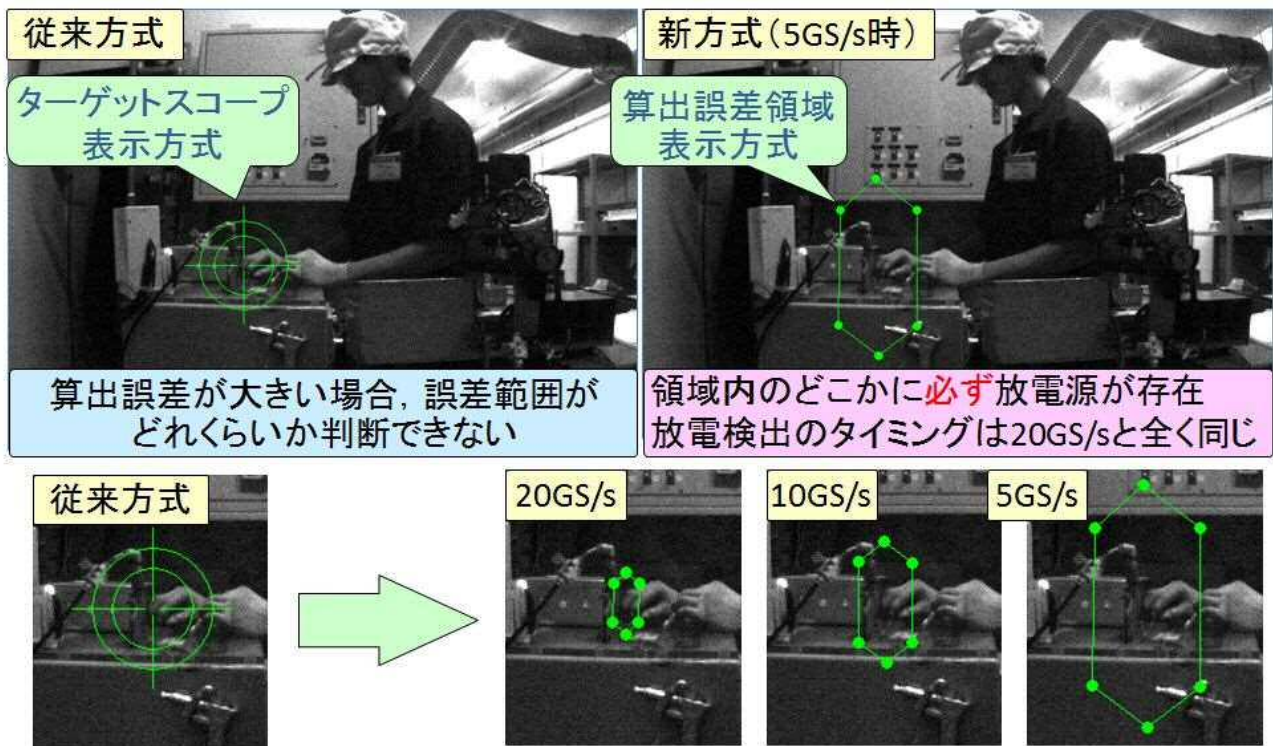 従来方式
新方式(5GS/s時)
ターゲットスコープ
表示方式
算出誤差領域
表示方式
算出誤差が大きい場合, 誤差範囲が
どれくらいか判断できない
領域内のどこかに必ず放電源が存在
放電検出のタイミングは20GS/sと全く同じ
従来方式
20GS/s
10GS/s
5GS/s